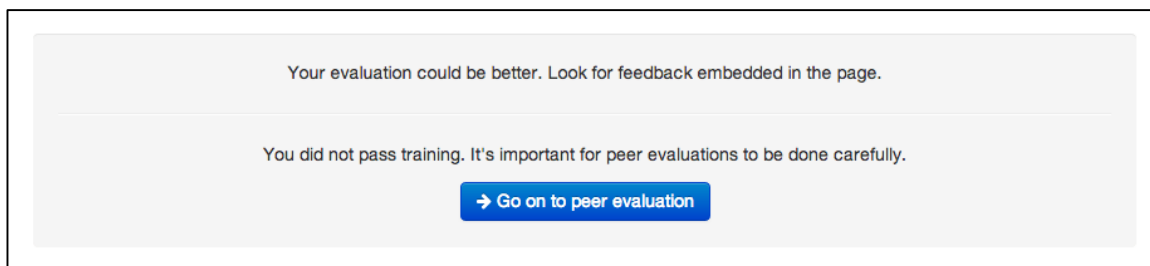 Your evaluation could be better. Look for feedback embedded in the page.
You did not pass training. It's important for peer evaluations to be done carefully.
→ Go on to peer evaluation